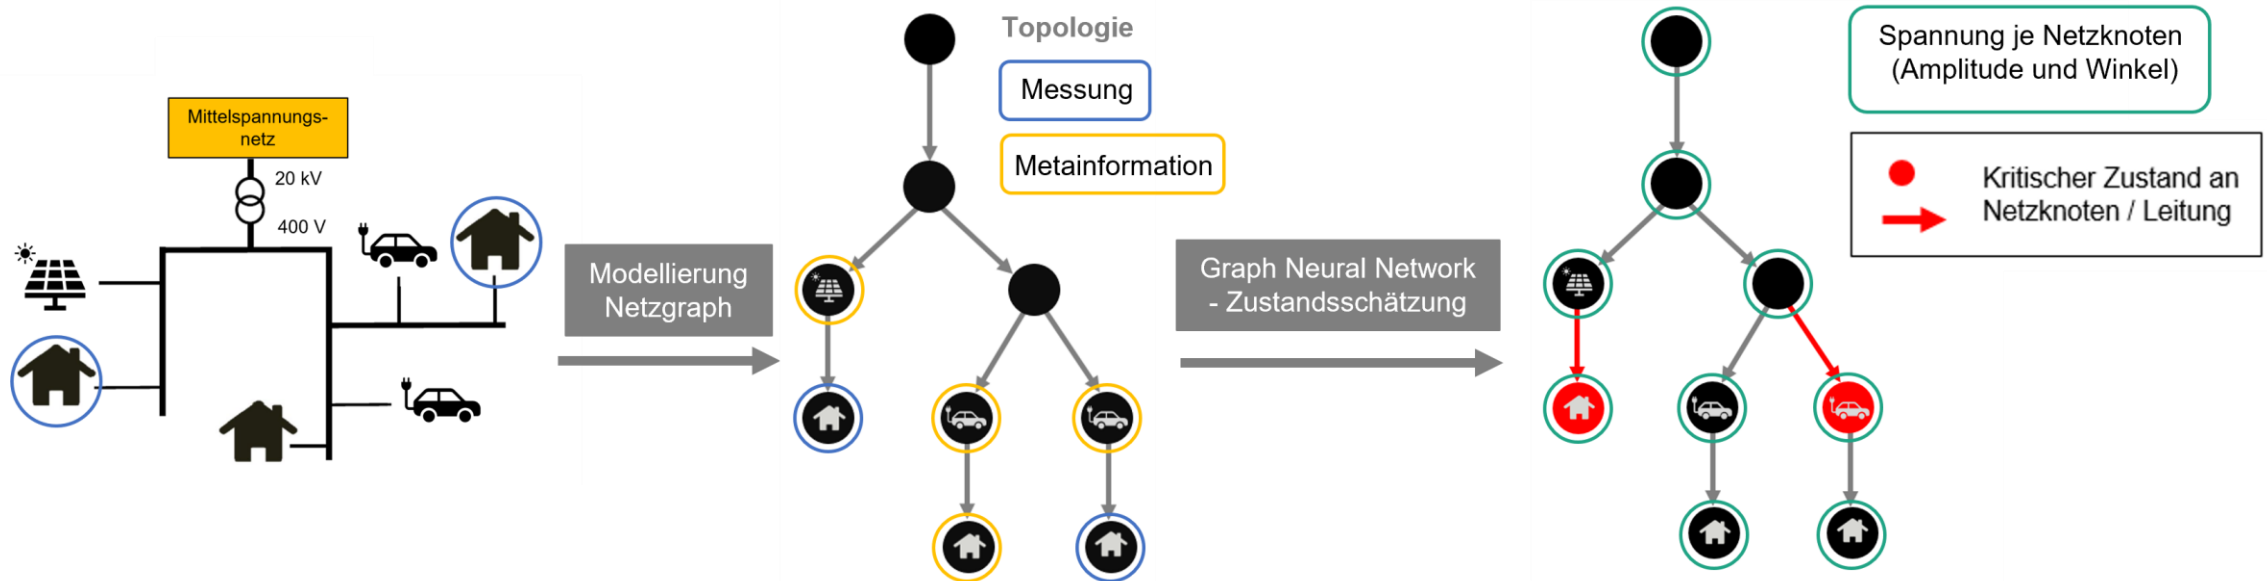 Mittelspannungs-
netz
20 kV
400 V
Modellierung
Netzgraph
Topologie
Messung
Metainformation
Graph Neural Network
- Zustandsschätzung
Spannung je Netzknoten
(Amplitude und Winkel)
Kritischer Zustand an
Netzknoten / Leitung